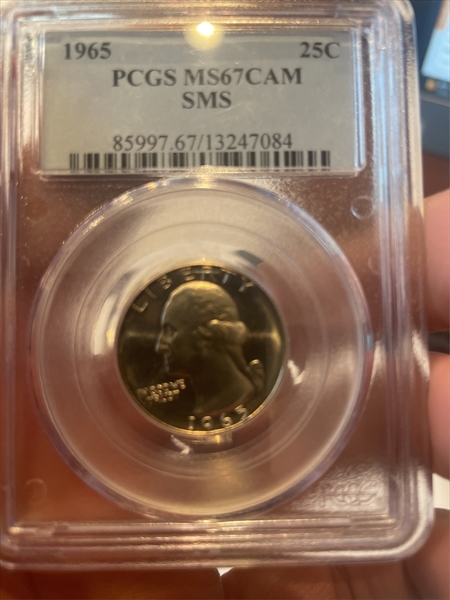 1965 25C
PCGS MS67CAM
SMS
85997.67/13247084
LIBERTY
IN GOD WE
TRUST
1965